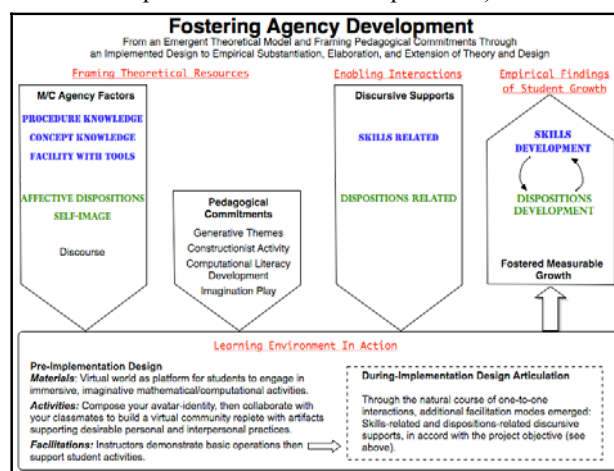 Fostering Agency Development
From an Emergent Theoretical Model and Framing Pedagogical Commitments Through
an Implemented Design to Empirical Substantiation, Elaboration, and Extension of Theory and Design
Framing Theoretical Resources
M/C Agency Factors
PROCEDURE KNOWLEDGE
CONCEPT KNOWLEDGE
FACILITY WITH TOOLS
AFFECTIVE DISPOSITIONS
SELF-IMAGE
Discourse
Pedagogical
Commitments
Generative Themes
Constructionist Activity
Computational Literacy
Development
Imagination Play
Enabling Interactions
Discursive Supports
SKILLS RELATED
DISPOSITIONS RELATED
Empirical Findings
of Student Growth
SKILLS
DEVELOPMENT
DISPOSITIONS
DEVELOPMENT
Fostered Measurable
Growth
Learning Environment In Action
Pre-Implementation Design
Materials: Virtual world as platform for students to engage in
immersive, imaginative mathematical/computational activities.
Activities: Compose your avatar-identity, then collaborate with
your classmates to build a virtual community replete with artifacts
supporting desirable personal and interpersonal practices.
Facilitations: Instructors demonstrate basic operations then
support student activities.
During-Implementation Design Articulation
Through the natural course of one-to-one
interactions, additional facilitation modes emerged:
Skills-related and dispositions-related discursive
supports, in accord with the project objective (see
above).